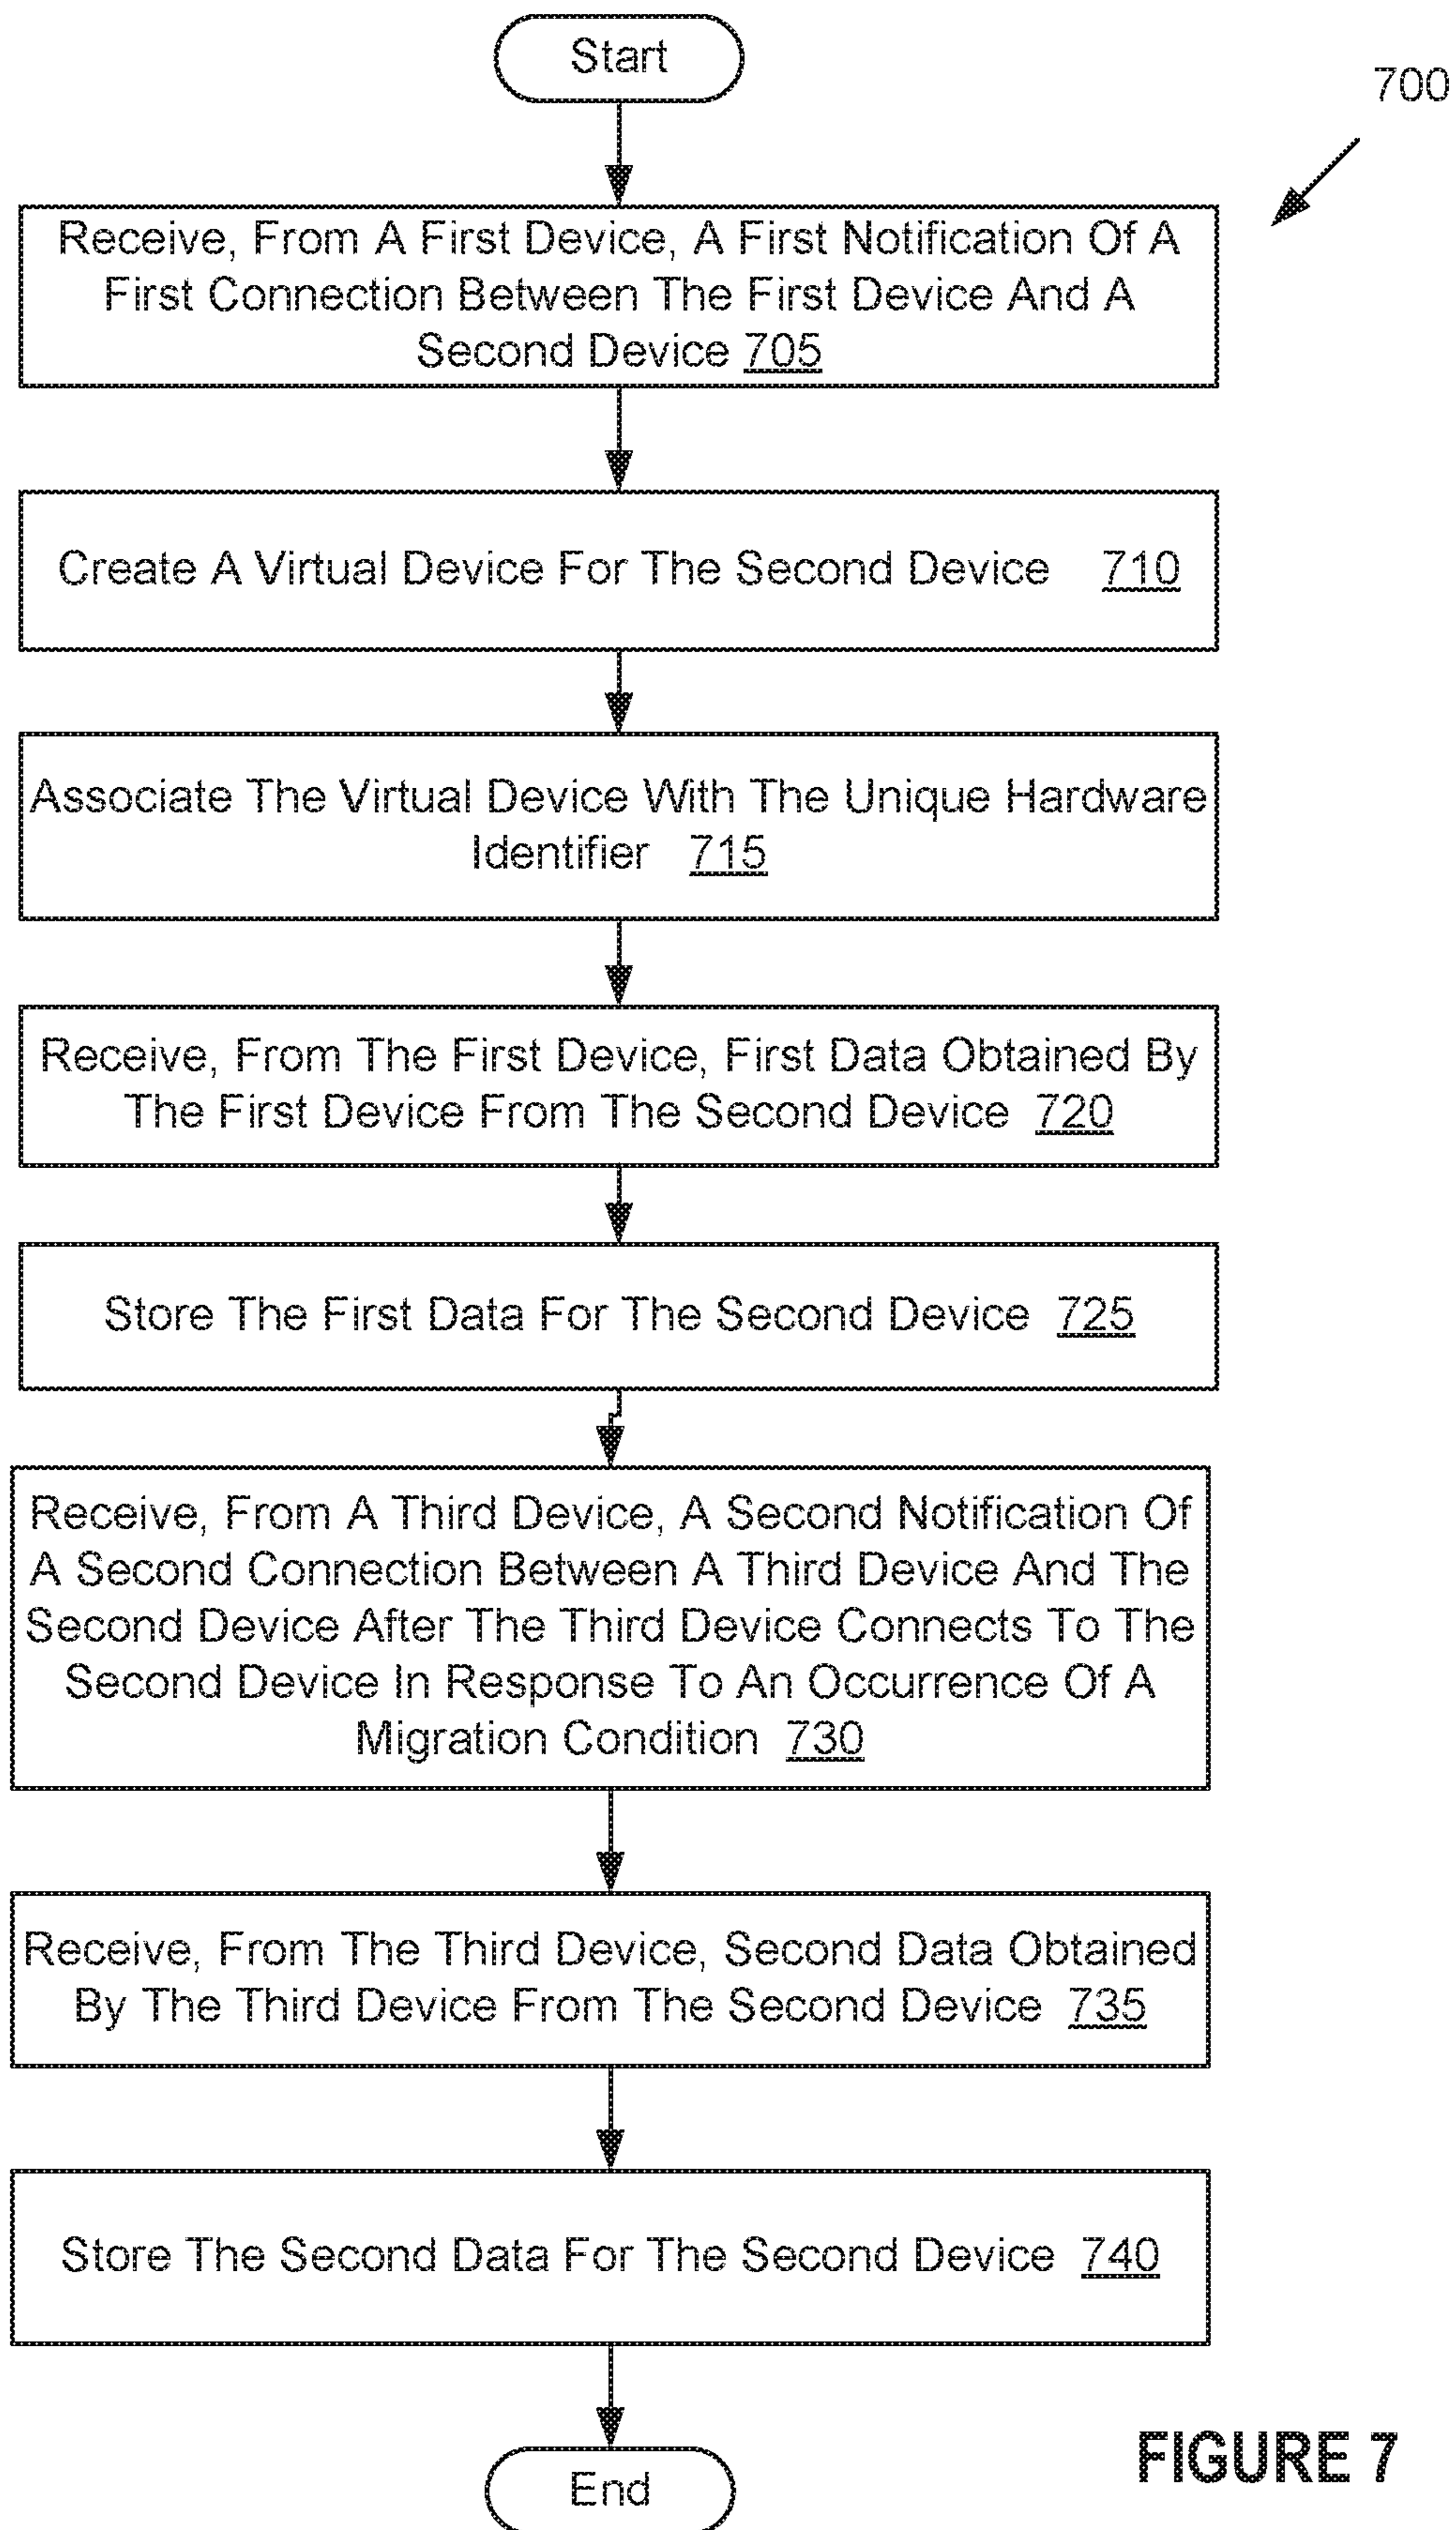 Start
700
Receive, From A First Device, A First Notification Of A
First Connection Between The First Device And A
Second Device 705
Create A Virtual Device For The Second Device 710
Associate The Virtual Device With The Unique Hardware
Identifier 715
Receive, From The First Device, First Data Obtained By
The First Device From The Second Device 720
Store The First Data For The Second Device 725
Receive, From A Third Device, A Second Notification Of
A Second Connection Between A Third Device And The
Second Device After The Third Device Connects To The
Second Device In Response To An Occurrence Of A
Migration Condition 730
Receive, From The Third Device, Second Data Obtained
By The Third Device From The Second Device 735
Store The Second Data For The Second Device 740
End
FIGURE 7